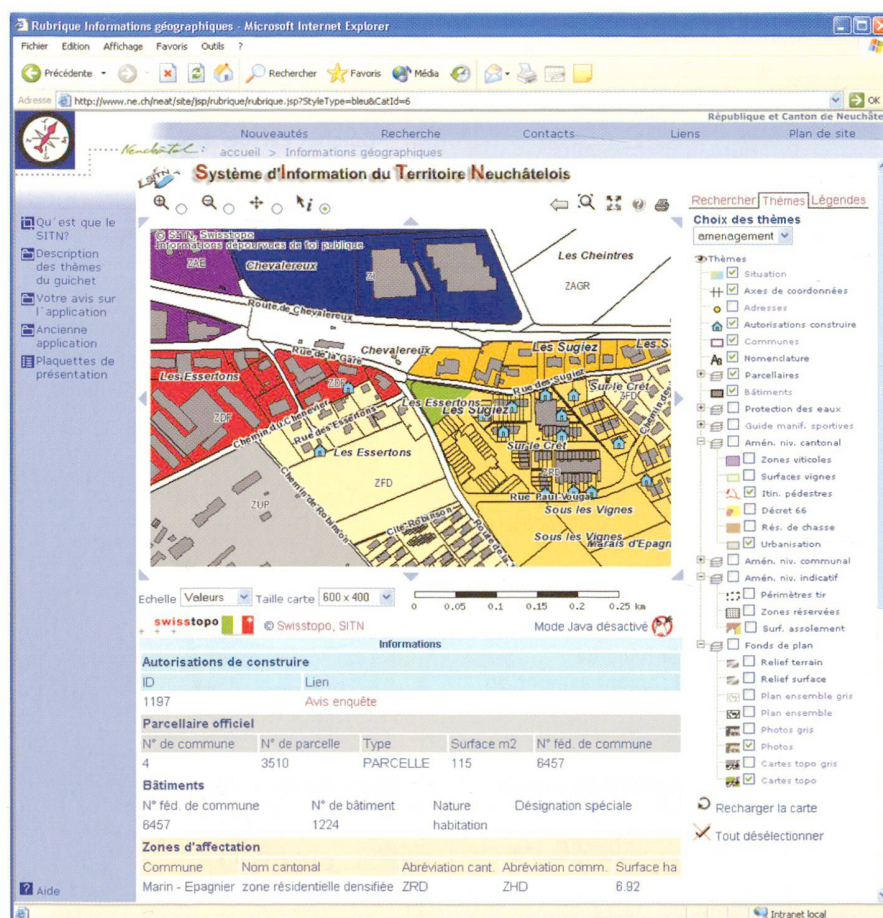 Rubrique Informations géographiques - Microsoft Internet Explorer
Fichier Edition Affichage Favoris Outils ?
Précédente Rechercher Favoris Média
Adresse http://www.ne.ch/neat/site/jsp/rubrique/rubrique.jsp?StyleType=bleu&CatId=6 OK
République et Canton de Neuchâte
Nouveautés Recherche Contacts Liens Plan de site
Neuchâtel: accueil > Informations géographiques
SITN Système d'Information du Territoire Neuchâtelois
Qu'est que le
SITN?
Description
des thèmes
du guichet
Votre avis sur
l'application
Ancienne
application
Plaquettes de
présentation
Aide
© SITN, Swisstopo
Informations dépourvues de foi publique
ZAE
Chevalereux
ZI
Les Cheintres
ZAGR
Route de Chevalereux
Rue de la Gare
Chevalereux
Les Sugiez
Les S
Les Essertons
ZDF
Rue des Sugiez
Sur le Crêt
ZFD
Chemin de
Les Essertons
Les Sugiez
Chemin du Chenevier
Rue des Essertons
Sur le Crêt
Les Essertons
ZRD
ZUP
ZFD
Chemin de Robinson
Rue Paul-Vouga
Sous les Vignes
Cité-Robinson
Route de la
Sous les Vignes
Marais d'Epagn
Echelle Valeurs Taille carte 600 x 400
0 0.05 0.1 0.15 0.2 0.25 km
swisstopo © Swisstopo, SITN Mode Java désactivé
Informations
Autorisations de construire
ID Lien
1197 Avis enquête
Parcellaire officiel
N° de commune N° de parcelle Type Surface m2 N° féd. de commune
4 3510 PARCELLE 115 6457
Bâtiments
N° féd. de commune N° de bâtiment Nature Désignation spéciale
6457 1224 habitation
Zones d'affectation
Commune Nom cantonal Abréviation cant. Abréviation comm. Surface ha
Marin - Epagnier zone résidentielle densifiée ZRD ZHD 6.92
Rechercher Thèmes Légendes
Choix des thèmes
amenagement
Thèmes
Situation
Axes de coordonnées
Adresses
Autorisations construire
Communes
Nomenclature
Parcellaires
Bâtiments
Protection des eaux
Guide manif. sportives
Amén. niv. cantonal
Zones viticoles
Surfaces vignes
Itin. pédestres
Décret 66
Rés. de chasse
Urbanisation
Amén. niv. communal
Amén. niv. indicatif
Périmètres tir
Zones réservées
Surf. assolement
Fonds de plan
Relief terrain
Relief surface
Plan ensemble gris
Plan ensemble
Photos gris
Photos
Cartes topo gris
Cartes topo
Recharger la carte
Tout désélectionner
Intranet local